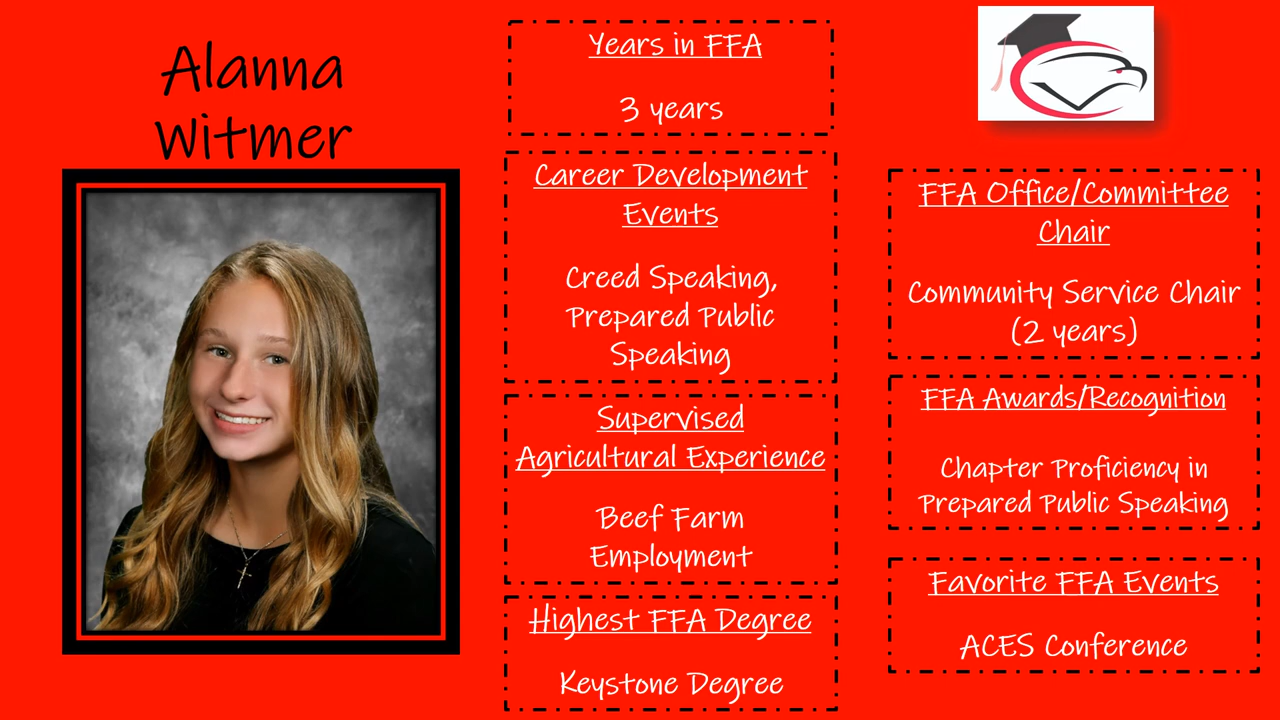 Alanna
Witmer
Years in FFA
3 years
Career Development
Events
Creed Speaking,
Prepared Public
Speaking
Supervised
Agricultural Experience
Beef Farm
Employment
Highest FFA Degree
Keystone Degree
FFA Office/Committee
Chair
Community Service Chair
(2 years)
FFA Awards/Recognition
Chapter Proficiency in
Prepared Public Speaking
Favorite FFA Events
ACES Conference